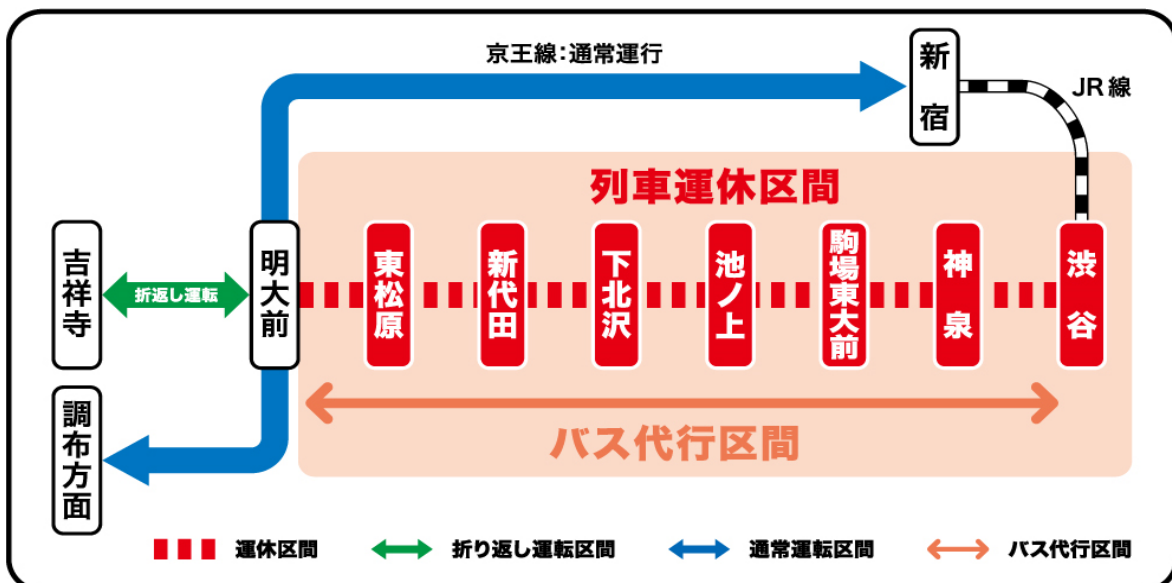 京王線:通常運行
新宿
JR線
列車運休区間
吉祥寺
折返し運転
明大前
東松原
新代田
下北沢
池ノ上
駒場東大前
神泉
渋谷
調布方面
バス代行区間
運休区間
折り返し運転区間
通常運転区間
バス代行区間